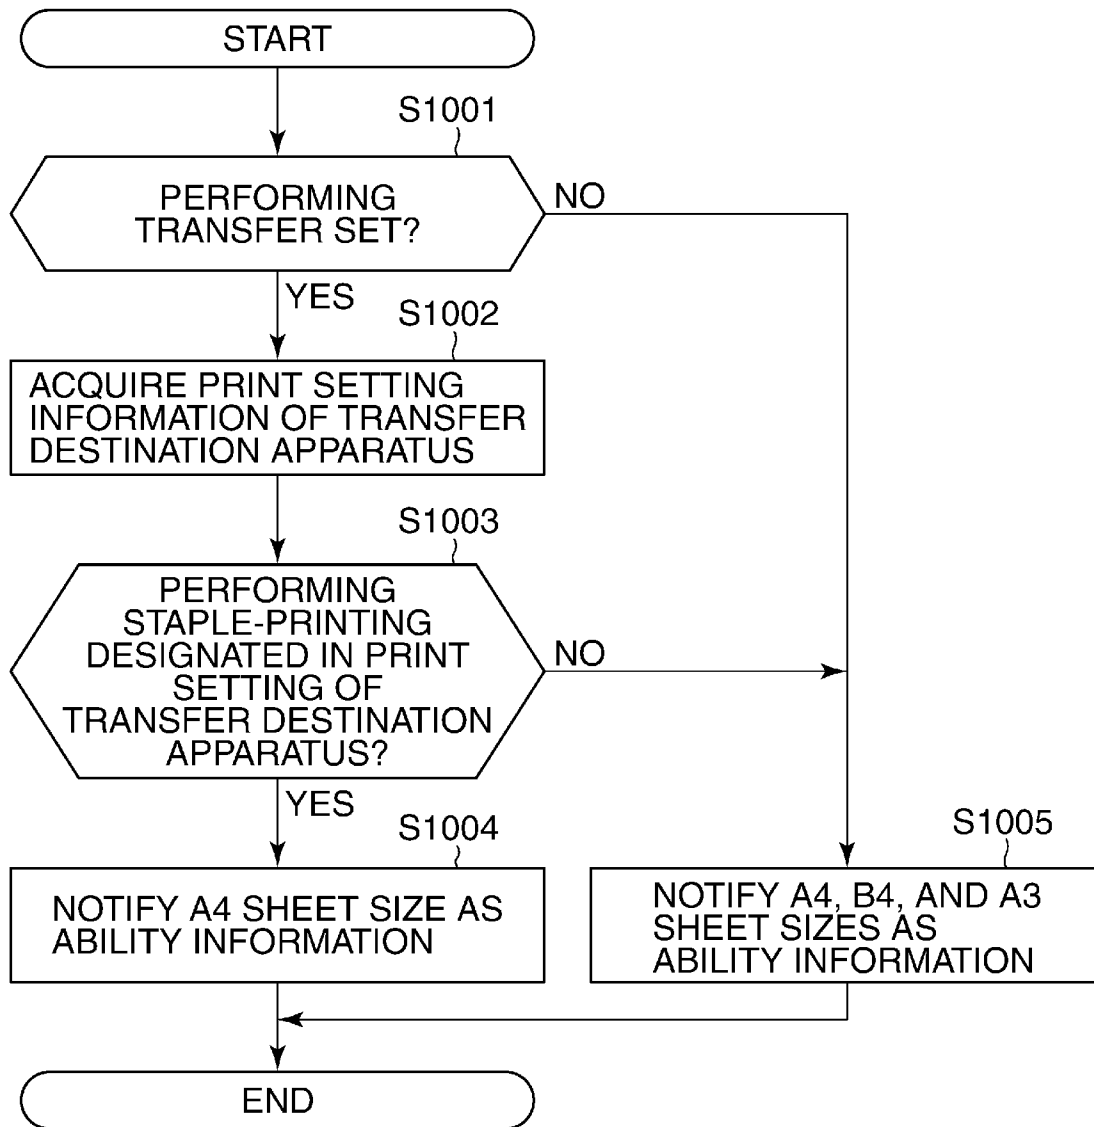 START
S1001
PERFORMING
TRANSFER SET?
NO
YES
S1002
ACQUIRE PRINT SETTING
INFORMATION OF TRANSFER
DESTINATION APPARATUS
S1003
PERFORMING
STAPLE-PRINTING
DESIGNATED IN PRINT
SETTING OF
TRANSFER DESTINATION
APPARATUS?
NO
YES
S1004
NOTIFY A4 SHEET SIZE AS
ABILITY INFORMATION
S1005
NOTIFY A4, B4, AND A3
SHEET SIZES AS
ABILITY INFORMATION
END